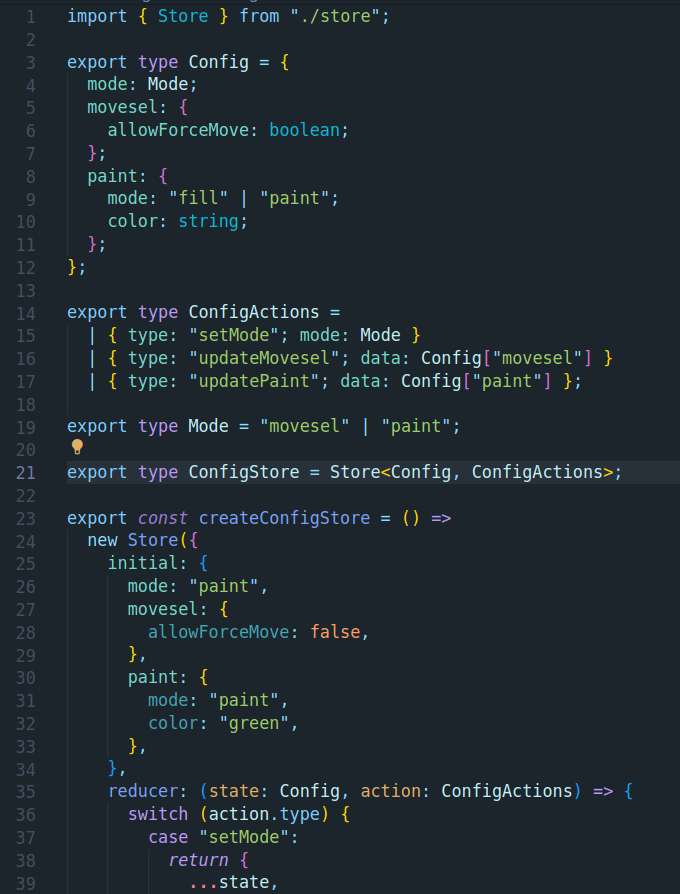 1 import { Store } from "./store";
2
3 export type Config = {
4   mode: Mode;
5   movesel: {
6     allowForceMove: boolean;
7   };
8   paint: {
9     mode: "fill" | "paint";
10     color: string;
11   };
12 };
13
14 export type ConfigActions =
15   | { type: "setMode"; mode: Mode }
16   | { type: "updateMovesel"; data: Config["movesel"] }
17   | { type: "updatePaint"; data: Config["paint"] };
18
19 export type Mode = "movesel" | "paint";
20
21 export type ConfigStore = Store<Config, ConfigActions>;
22
23 export const createConfigStore = () =>
24   new Store({
25     initial: {
26       mode: "paint",
27       movesel: {
28         allowForceMove: false,
29       },
30       paint: {
31         mode: "paint",
32         color: "green",
33       },
34     },
35     reducer: (state: Config, action: ConfigActions) => {
36       switch (action.type) {
37         case "setMode":
38           return {
39             ...state,